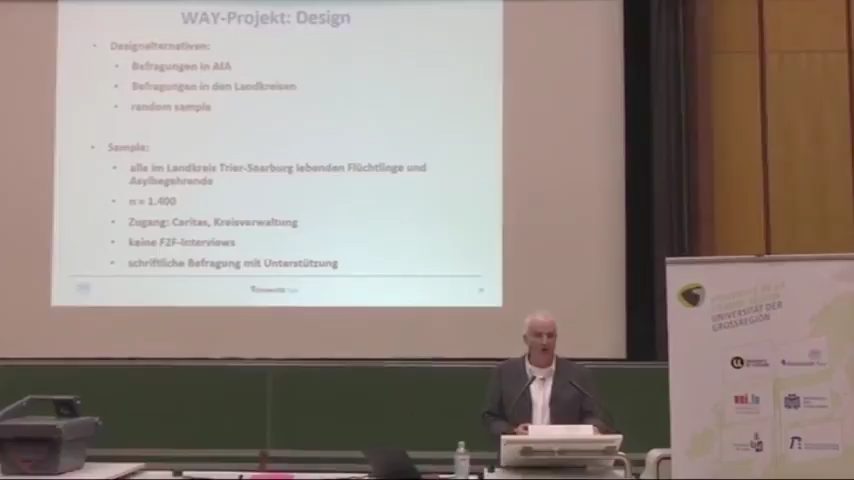 WAY-Projekt: Design
Designalternativen:
Befragungen in AfA
Befragungen in den Landkreisen
random sample
Sample:
alle im Landkreis Trier-Saarburg lebenden Flüchtlinge und
Asylbegehrende
n = 1.400
Zugang: Caritas, Kreisverwaltung
keine F2F-Interviews
schriftliche Befragung mit Unterstützung
UNIVERSITÄT DER
GROSSREGION
uni.lu